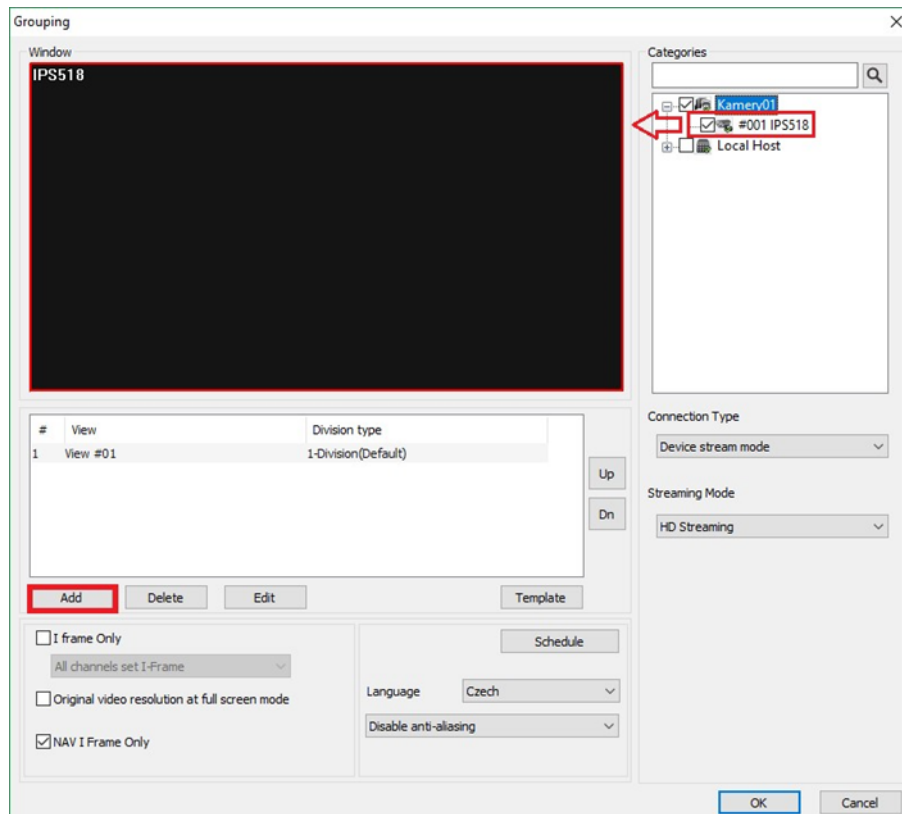 Grouping
Window
IPS518
Categories
Kamery01
#001 IPS518
Local Host
# View Division type
1 View #01 1-Division(Default)
Up
Dn
Add Delete Edit Template
Connection Type
Device stream mode
Streaming Mode
HD Streaming
I frame Only
All channels set I-Frame
Original video resolution at full screen mode
NAV I Frame Only
Schedule
Language Czech
Disable anti-aliasing
OK Cancel